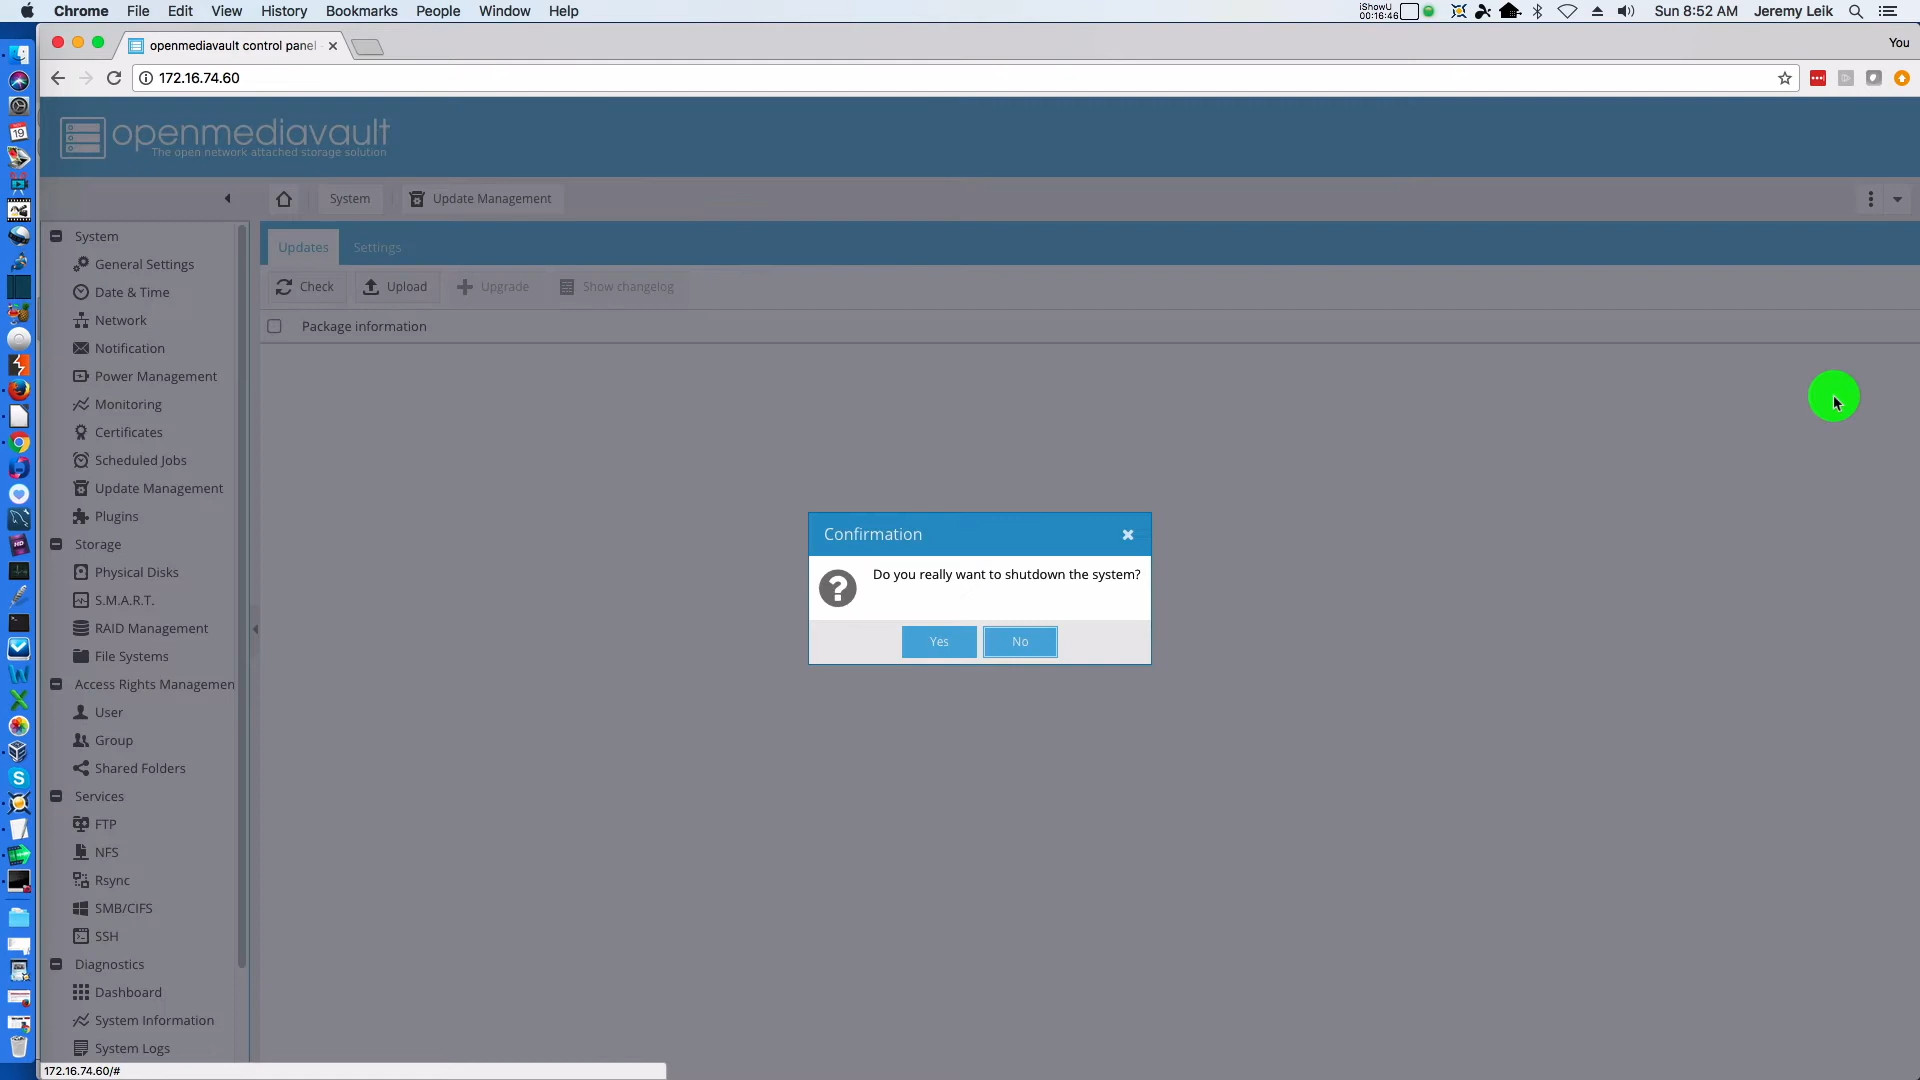 Chrome File Edit View History Bookmarks People Window Help
iShowU
00:16:46
Sun 8:52 AM Jeremy Leik
openmediavault control panel
You
172.16.74.60
openmediavault
The open network attached storage solution
System Update Management
System
General Settings
Date & Time
Network
Notification
Power Management
Monitoring
Certificates
Scheduled Jobs
Update Management
Plugins
Storage
Physical Disks
S.M.A.R.T.
RAID Management
File Systems
Access Rights Managemen
User
Group
Shared Folders
Services
FTP
NFS
Rsync
SMB/CIFS
SSH
Diagnostics
Dashboard
System Information
System Logs
Updates Settings
Check Upload Upgrade Show changelog
Package information
Confirmation
Do you really want to shutdown the system?
Yes No
172.16.74.60/#